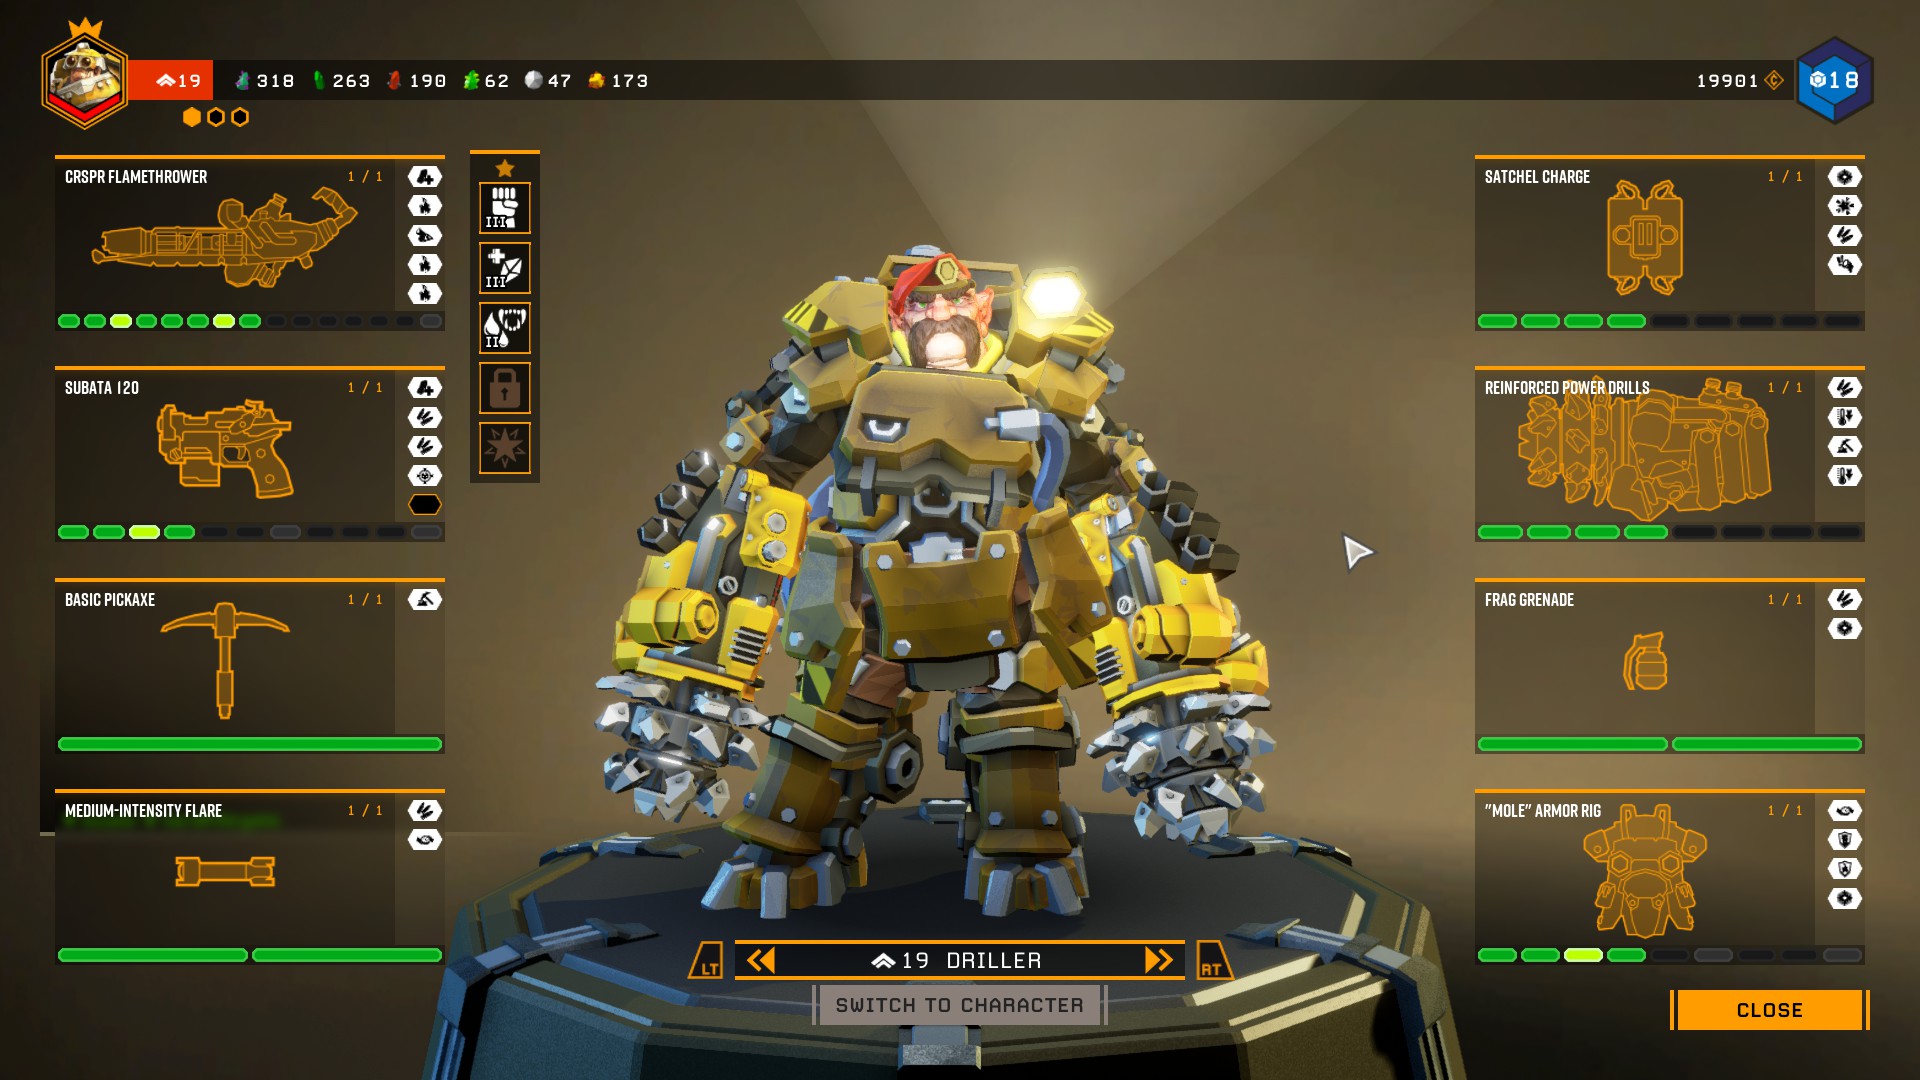 19 318 263 190 62 47 173 19901 18
CRSPR FLAMETHROWER 1 / 1
4
III
III
II
SUBATA 120 1 / 1
4
BASIC PICKAXE 1 / 1
MEDIUM-INTENSITY FLARE 1 / 1
SATCHEL CHARGE 1 / 1
REINFORCED POWER DRILLS 1 / 1
FRAG GRENADE 1 / 1
"MOLE" ARMOR RIG 1 / 1
LT 19 DRILLER RT
SWITCH TO CHARACTER
CLOSE